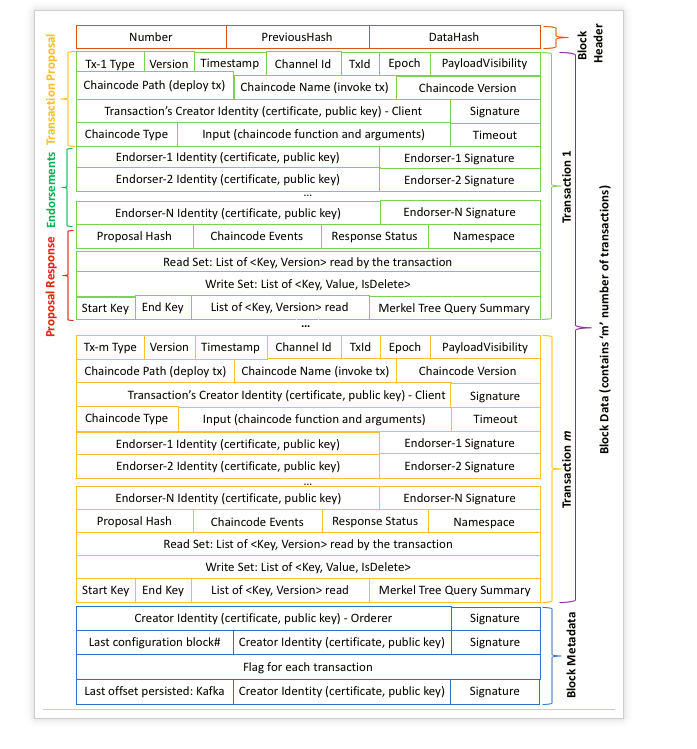 Number PreviousHash DataHash
Block Header
Transaction Proposal
Tx-1 Type Version Timestamp Channel Id TxId Epoch PayloadVisibility
Chaincode Path (deploy tx) Chaincode Name (invoke tx) Chaincode Version
Transaction's Creator Identity (certificate, public key) - Client Signature
Chaincode Type Input (chaincode function and arguments) Timeout
Endorsements
Endorser-1 Identity (certificate, public key) Endorser-1 Signature
Endorser-2 Identity (certificate, public key) Endorser-2 Signature
...
Endorser-N Identity (certificate, public key) Endorser-N Signature
Proposal Response
Proposal Hash Chaincode Events Response Status Namespace
Read Set: List of <Key, Version> read by the transaction
Write Set: List of <Key, Value, IsDelete>
Start Key End Key List of <Key, Version> read Merkel Tree Query Summary
Transaction 1
...
Tx-m Type Version Timestamp Channel Id TxId Epoch PayloadVisibility
Chaincode Path (deploy tx) Chaincode Name (invoke tx) Chaincode Version
Transaction's Creator Identity (certificate, public key) - Client Signature
Chaincode Type Input (chaincode function and arguments) Timeout
Endorser-1 Identity (certificate, public key) Endorser-1 Signature
Endorser-2 Identity (certificate, public key) Endorser-2 Signature
...
Endorser-N Identity (certificate, public key) Endorser-N Signature
Proposal Hash Chaincode Events Response Status Namespace
Read Set: List of <Key, Version> read by the transaction
Write Set: List of <Key, Value, IsDelete>
Start Key End Key List of <Key, Version> read Merkel Tree Query Summary
Transaction m
Block Data (contains 'm' number of transactions)
Creator Identity (certificate, public key) - Orderer Signature
Last configuration block# Creator Identity (certificate, public key) Signature
Flag for each transaction
Last offset persisted: Kafka Creator Identity (certificate, public key) Signature
Block Metadata